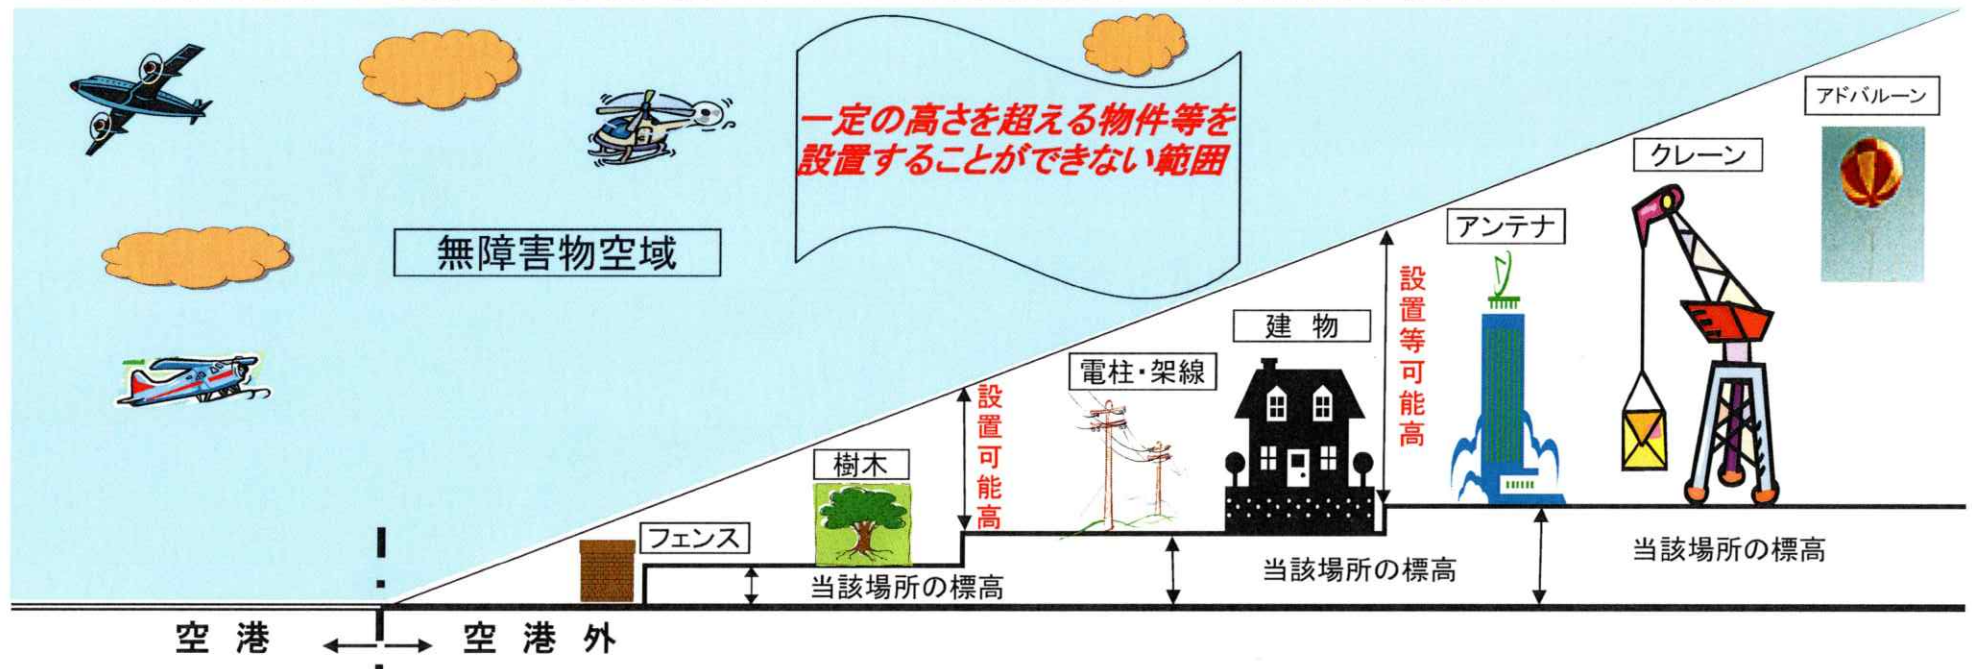 一定の高さを超える物件等を
設置することができない範囲
無障害物空域
アドバルーン
クレーン
アンテナ
設置等可能高
建 物
電柱・架線
設置可能高
樹木
フェンス
当該場所の標高
当該場所の標高
当該場所の標高
空 港
空 港 外